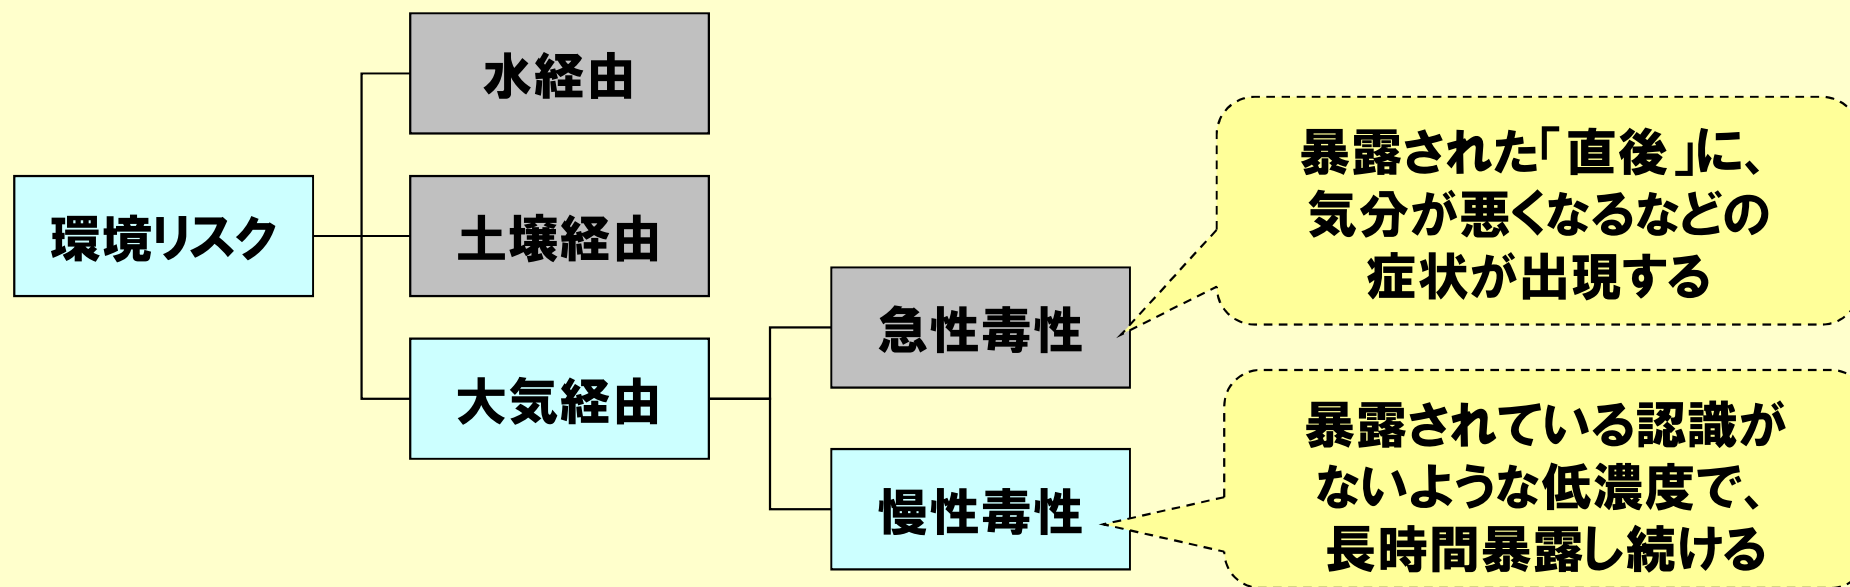 水経由
環境リスク
土壌経由
大気経由
急性毒性
慢性毒性
暴露された「直後」に、
気分が悪くなるなどの
症状が出現する
暴露されている認識が
ないような低濃度で、
長時間暴露し続ける